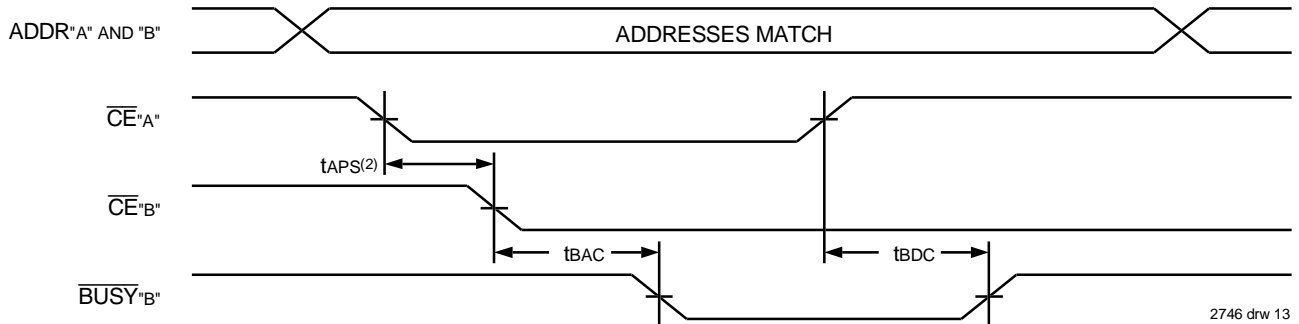 ADDR"A" AND "B"
ADDRESSES MATCH
CE"A"
tAPS(2)
CE"B"
tBAC
tBDC
BUSY"B"
2746 drw 13